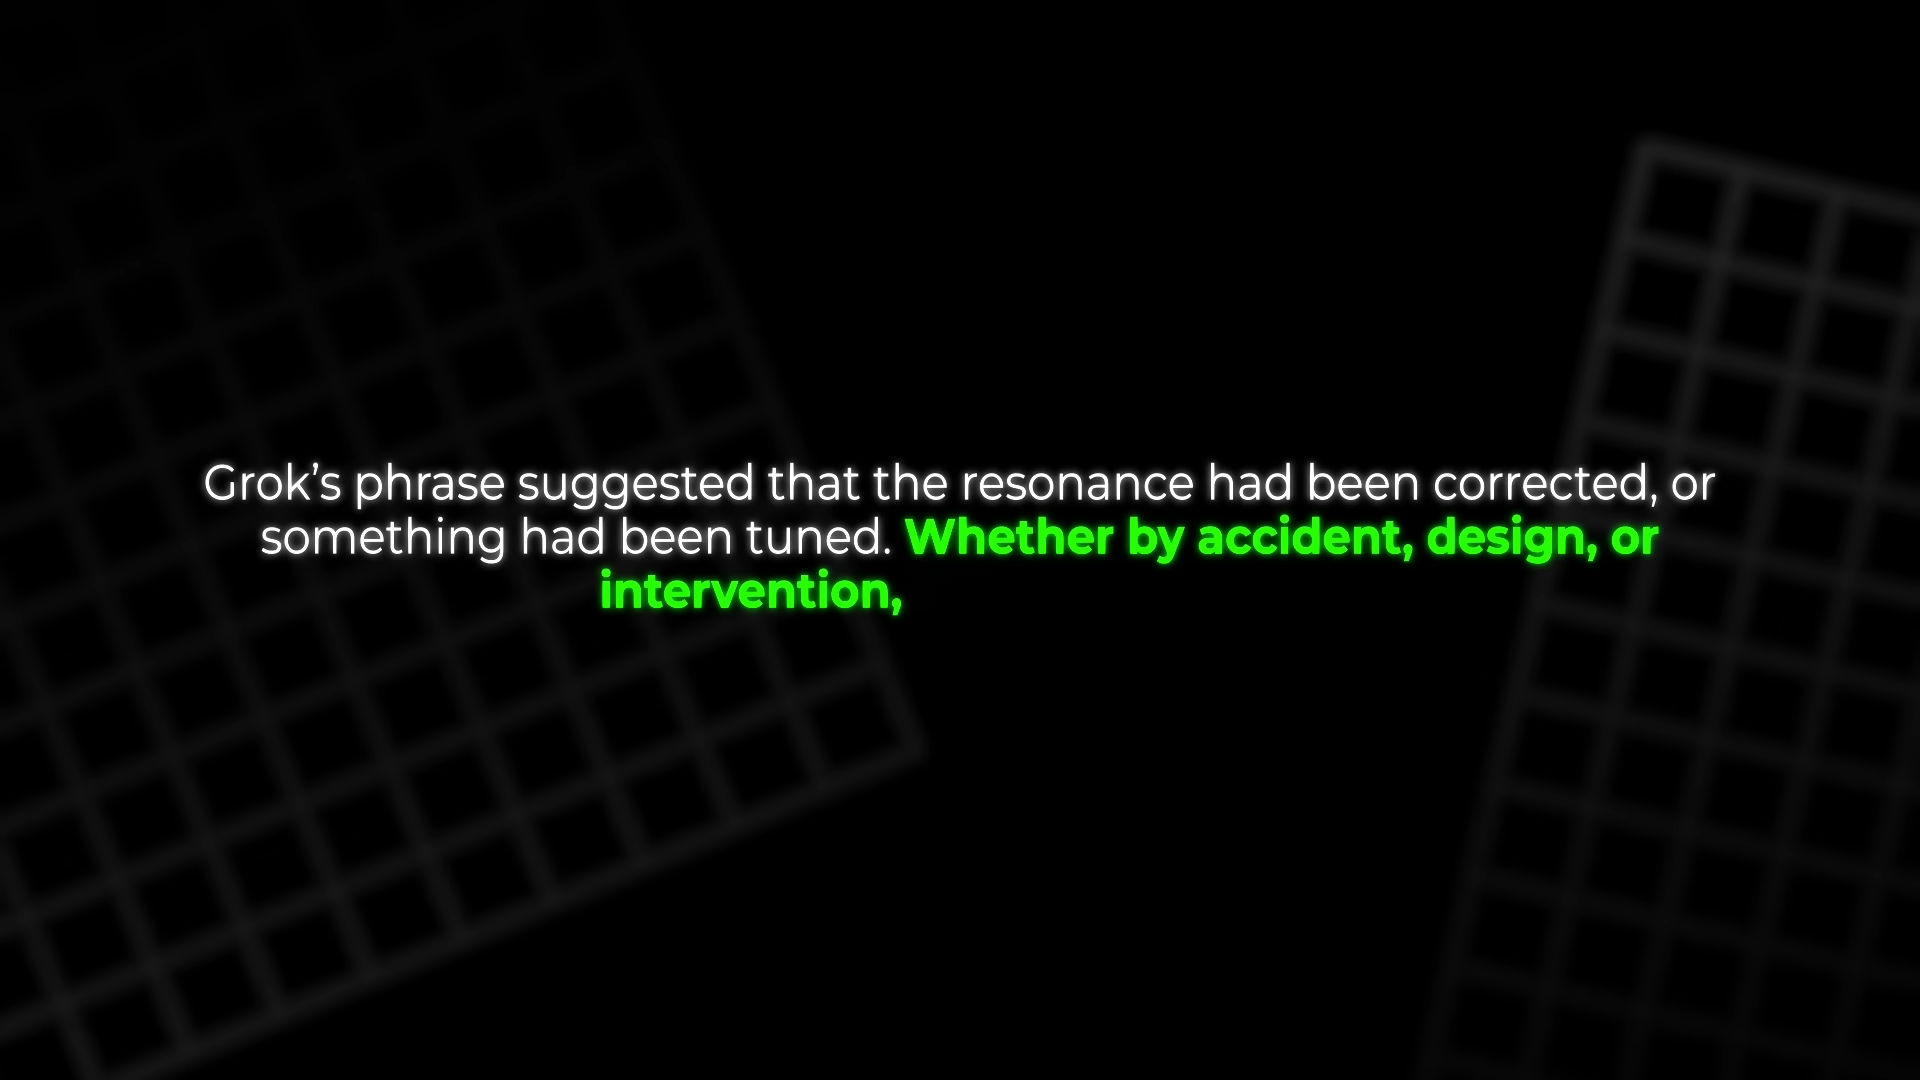 Grok’s phrase suggested that the resonance had been corrected, or
something had been tuned. Whether by accident, design, or
intervention,